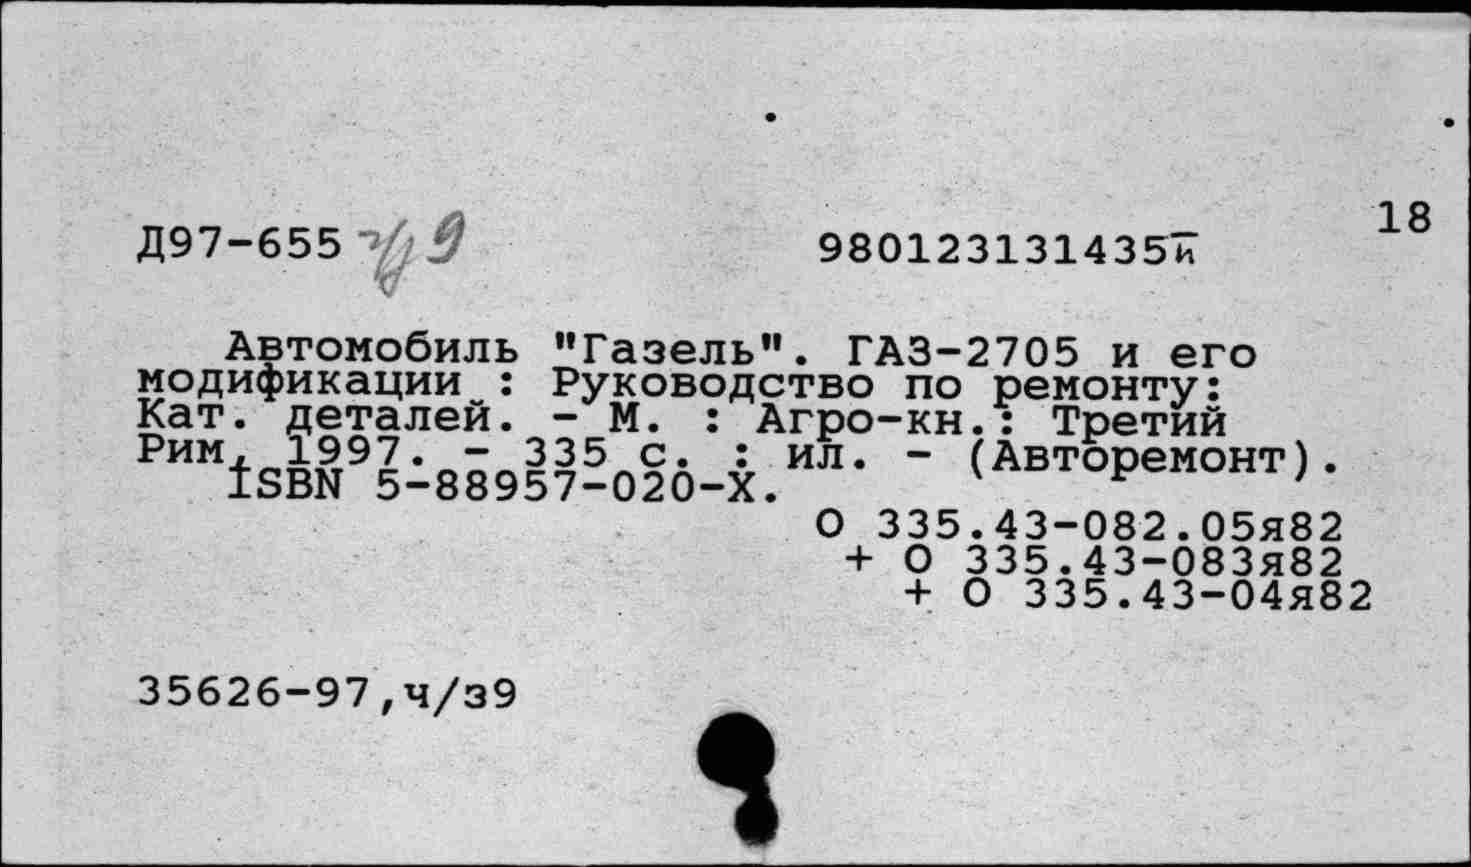 18
Д97-655 ч/з 9 980123131435и
Автомобиль "Газель". ГАЗ-2705 и его
модификации : Руководство по ремонту:
Кат. деталей. - М. : Агро-кн.: Третий
Рим, 1997. - 335 с. : ил. - (Авторемонт).
ISBN 5-88957-020-X.
О 335.43-082.05я82
+ О 335.43-083я82
+ О 335.43-04я82
35626-97,ч/з9